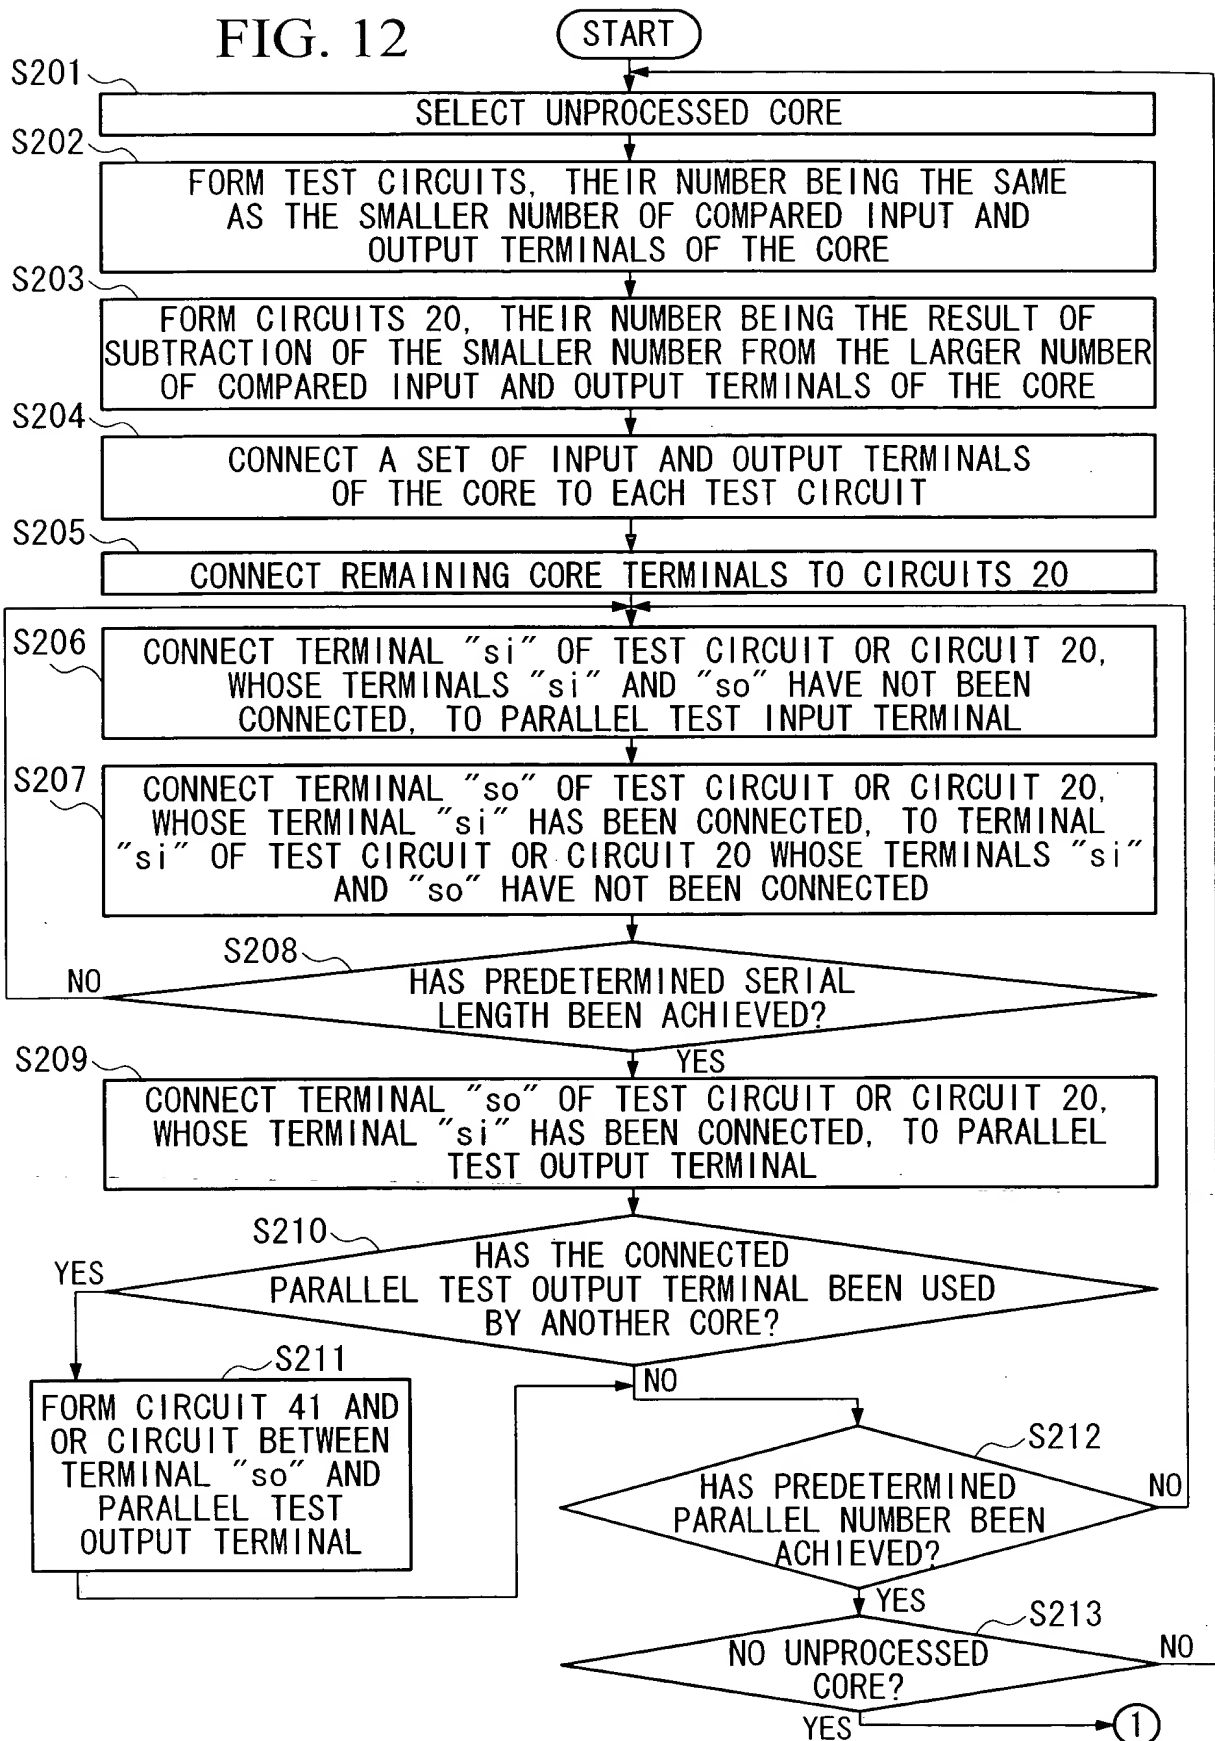 FIG. 12
START
S201
SELECT UNPROCESSED CORE
S202
FORM TEST CIRCUITS, THEIR NUMBER BEING THE SAME
AS THE SMALLER NUMBER OF COMPARED INPUT AND
OUTPUT TERMINALS OF THE CORE
S203
FORM CIRCUITS 20, THEIR NUMBER BEING THE RESULT OF
SUBTRACTION OF THE SMALLER NUMBER FROM THE LARGER NUMBER
OF COMPARED INPUT AND OUTPUT TERMINALS OF THE CORE
S204
CONNECT A SET OF INPUT AND OUTPUT TERMINALS
OF THE CORE TO EACH TEST CIRCUIT
S205
CONNECT REMAINING CORE TERMINALS TO CIRCUITS 20
S206
CONNECT TERMINAL "si" OF TEST CIRCUIT OR CIRCUIT 20,
WHOSE TERMINALS "si" AND "so" HAVE NOT BEEN
CONNECTED, TO PARALLEL TEST INPUT TERMINAL
S207
CONNECT TERMINAL "so" OF TEST CIRCUIT OR CIRCUIT 20,
WHOSE TERMINAL "si" HAS BEEN CONNECTED, TO TERMINAL
"si" OF TEST CIRCUIT OR CIRCUIT 20 WHOSE TERMINALS "si"
AND "so" HAVE NOT BEEN CONNECTED
S208
NO
HAS PREDETERMINED SERIAL
LENGTH BEEN ACHIEVED?
YES
S209
CONNECT TERMINAL "so" OF TEST CIRCUIT OR CIRCUIT 20,
WHOSE TERMINAL "si" HAS BEEN CONNECTED, TO PARALLEL
TEST OUTPUT TERMINAL
S210
YES
HAS THE CONNECTED
PARALLEL TEST OUTPUT TERMINAL BEEN USED
BY ANOTHER CORE?
NO
S211
FORM CIRCUIT 41 AND
OR CIRCUIT BETWEEN
TERMINAL "so" AND
PARALLEL TEST
OUTPUT TERMINAL
S212
HAS PREDETERMINED
PARALLEL NUMBER BEEN
ACHIEVED?
NO
YES
S213
NO UNPROCESSED
CORE?
NO
YES
1